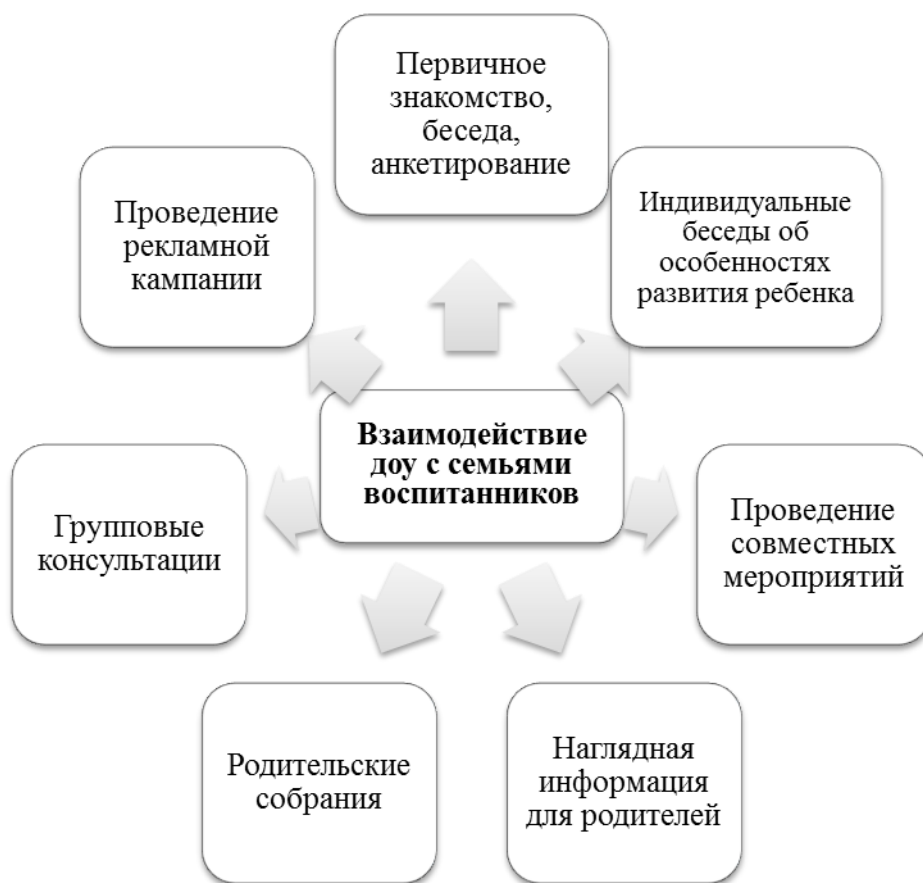 Первичное
знакомство,
беседа,
анкетирование
Проведение
рекламной
кампании
Индивидуальные
беседы об
особенностях
развития ребенка
Взаимодействие
доу с семьями
воспитанников
Групповые
консультации
Проведение
совместных
мероприятий
Родительские
собрания
Наглядная
информация
для родителей